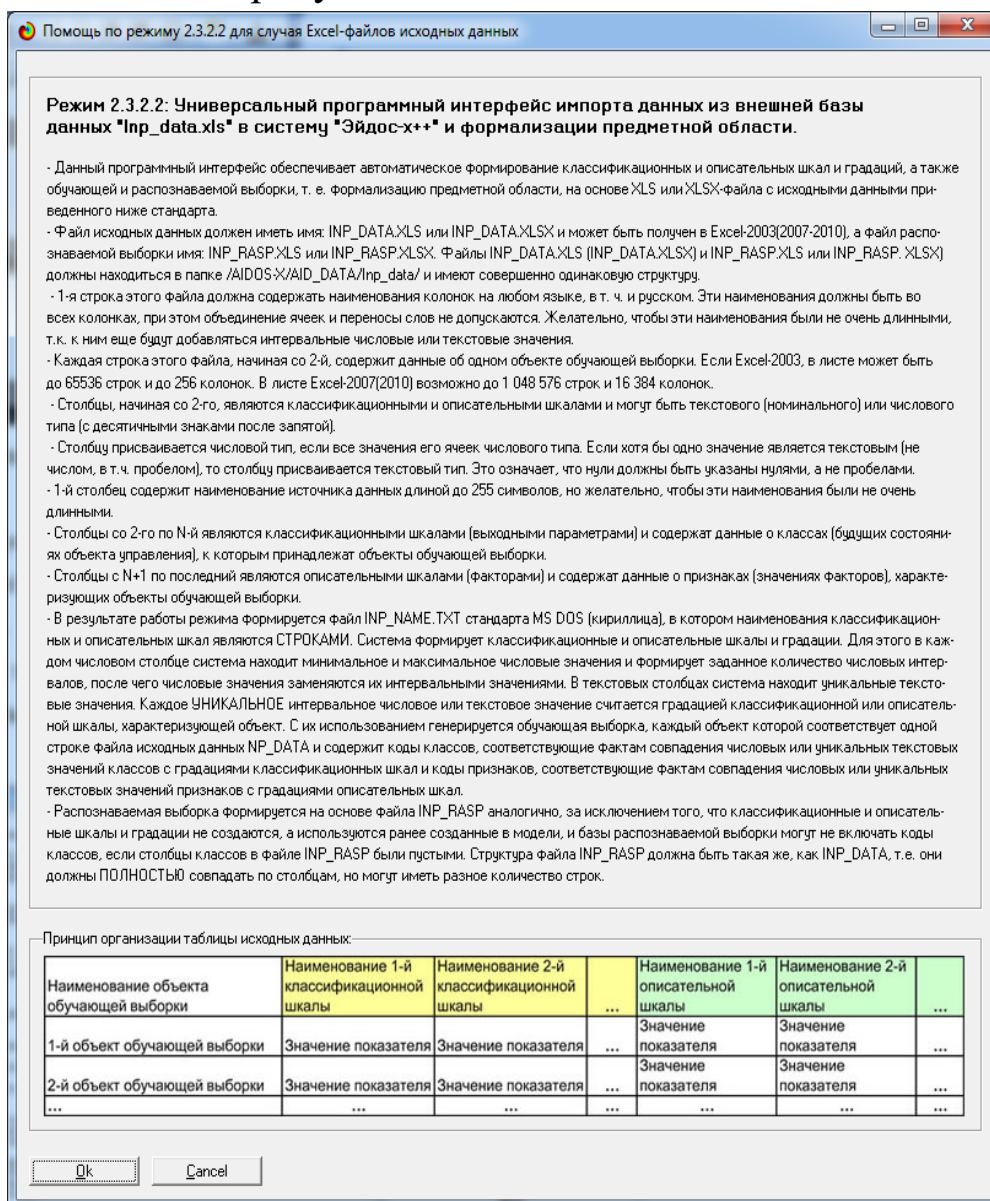 Помощь по режиму 2.3.2.2 для случая Excel-файлов исходных данных
Режим 2.3.2.2: Универсальный программный интерфейс импорта данных из внешней базы
данных "Inp_data.xls" в систему "Эйдос-x++" и формализации предметной области.
- Данный программный интерфейс обеспечивает автоматическое формирование классификационных и описательных шкал и градаций, а также
обучающей и распознаваемой выборки, т. е. формализацию предметной области, на основе XLS или XLSX-файла с исходными данными при-
веденного ниже стандарта.
- Файл исходных данных должен иметь имя: INP_DATA.XLS или INP_DATA.XLSX и может быть получен в Excel-2003(2007-2010), а файл распо-
знаваемой выборки имя: INP_RASP.XLS или INP_RASP.XLSX. Файлы INP_DATA.XLS (INP_DATA.XLSX) и INP_RASP.XLS или INP_RASP. XLSX)
должны находиться в папке /AIDOS-X/AID_DATA/Inp_data/ и имеют совершенно одинаковую структуру.
- 1-я строка этого файла должна содержать наименования колонок на любом языке, в т. ч. и русском. Эти наименования должны быть во
всех колонках, при этом объединение ячеек и переносы слов не допускаются. Желательно, чтобы эти наименования были не очень длинными,
т.к. к ним еще будут добавляться интервальные числовые или текстовые значения.
- Каждая строка этого файла, начиная со 2-й, содержит данные об одном объекте обучающей выборки. Если Excel-2003, в листе может быть
до 65536 строк и до 256 колонок. В листе Excel-2007(2010) возможно до 1 048 576 строк и 16 384 колонок.
- Столбцы, начиная со 2-го, являются классификационными и описательными шкалами и могут быть текстового (номинального) или числового
типа (с десятичными знаками после запятой).
- Столбцу присваивается числовой тип, если все значения его ячеек числового типа. Если хотя бы одно значение является текстовым (не
числом, в т.ч. пробелом), то столбцу присваивается текстовый тип. Это означает, что нули должны быть указаны нулями, а не пробелами.
- 1-й столбец содержит наименование источника данных длиной до 255 символов, но желательно, чтобы эти наименования были не очень
длинными.
- Столбцы со 2-го по N-й являются классификационными шкалами (выходными параметрами) и содержат данные о классах (будущих состояни-
ях объекта управления), к которым принадлежат объекты обучающей выборки.
- Столбцы с N+1 по последний являются описательными шкалами (факторами) и содержат данные о признаках (значениях факторов), характе-
ризующих объекты обучающей выборки.
- В результате работы режима формируется файл INP_NAME.TXT стандарта MS DOS (кириллица), в котором наименования классификацион-
ных и описательных шкал являются СТРОКАМИ. Система формирует классификационные и описательные шкалы и градации. Для этого в каж-
дом числовом столбце система находит минимальное и максимальное числовые значения и формирует заданное количество числовых интер-
валов, после чего числовые значения заменяются их интервальными значениями. В текстовых столбцах система находит уникальные тексто-
вые значения. Каждое УНИКАЛЬНОЕ интервальное числовое или текстовое значение считается градацией классификационной или описатель-
ной шкалы, характеризующей объект. С их использованием генерируется обучающая выборка, каждый объект которой соответствует одной
строке файла исходных данных NP_DATA и содержит коды классов, соответствующие фактам совпадения числовых или уникальных текстовых
значений классов с градациями классификационных шкал и коды признаков, соответствующие фактам совпадения числовых или уникальных
текстовых значений признаков с градациями описательных шкал.
- Распознаваемая выборка формируется на основе файла INP_RASP аналогично, за исключением того, что классификационные и описатель-
ные шкалы и градации не создаются, а используются ранее созданные в модели, и базы распознаваемой выборки могут не включать коды
классов, если столбцы классов в файле INP_RASP были пустыми. Структура файла INP_RASP должна быть такая же, как INP_DATA, т.е. они
должны ПОЛНОСТЬЮ совпадать по столбцам, но могут иметь разное количество строк.
Принцип организации таблицы исходных данных:
Наименование объекта обучающей выборки Наименование 1-й классификационной шкалы Наименование 2-й классификационной шкалы ... Наименование 1-й описательной шкалы Наименование 2-й описательной шкалы ...
1-й объект обучающей выборки Значение показателя Значение показателя ... Значение показателя Значение показателя ...
2-й объект обучающей выборки Значение показателя Значение показателя ... Значение показателя Значение показателя ...
... ... ... ... ... ... ...
Ok Cancel